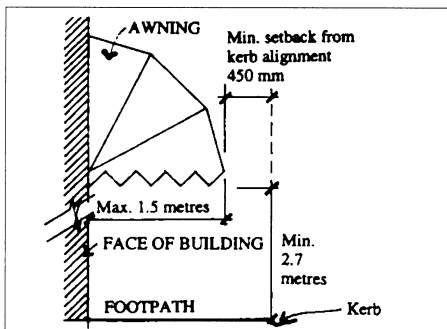 AWNING
Min. setback from
kerb alignment
450 mm
Max. 1.5 metres
FACE OF BUILDING
Min.
2.7
metres
FOOTPATH
Kerb